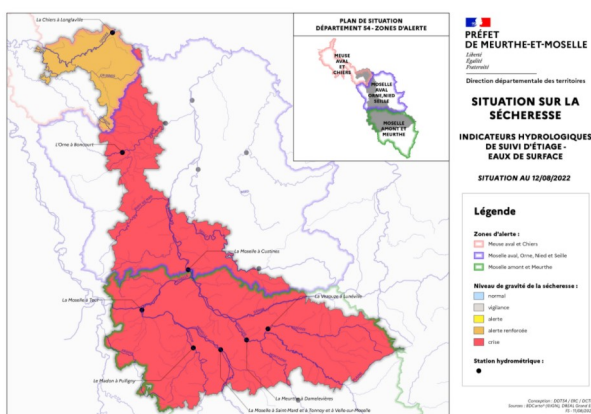 La Chiers à Longlaville
PLAN DE SITUATION
DÉPARTEMENT 54 - ZONES D'ALERTE
MEUSE
AVAL
ET
CHIERS
MOSELLE
AVAL
ORNE, NIED
SEILLE
MOSELLE
AMONT ET
MEURTHE
L'Orne à Boncourt
La Moselle à Custines
La Moselle à Toul
La Vezouze à Lunéville
Le Madon à Pulligny
La Meurthe à Damelevières
La Moselle à Saint-Mard et à Tonnoy et à Velle-sur-Moselle
PRÉFET
DE MEURTHE-ET-MOSELLE
Liberté
Égalité
Fraternité
Direction départementale des territoires
SITUATION SUR LA
SÉCHERESSE
INDICATEURS HYDROLOGIQUES
DE SUIVI D'ÉTIAGE -
EAUX DE SURFACE
SITUATION AU 12/08/2022
Légende
Zones d'alerte :
Meuse aval et Chiers
Moselle aval, Orne, Nied et Seille
Moselle amont et Meurthe
Niveau de gravité de la sécheresse :
normal
vigilance
alerte
alerte renforcée
crise
Station hydrométrique :
Conception : DDT54 /